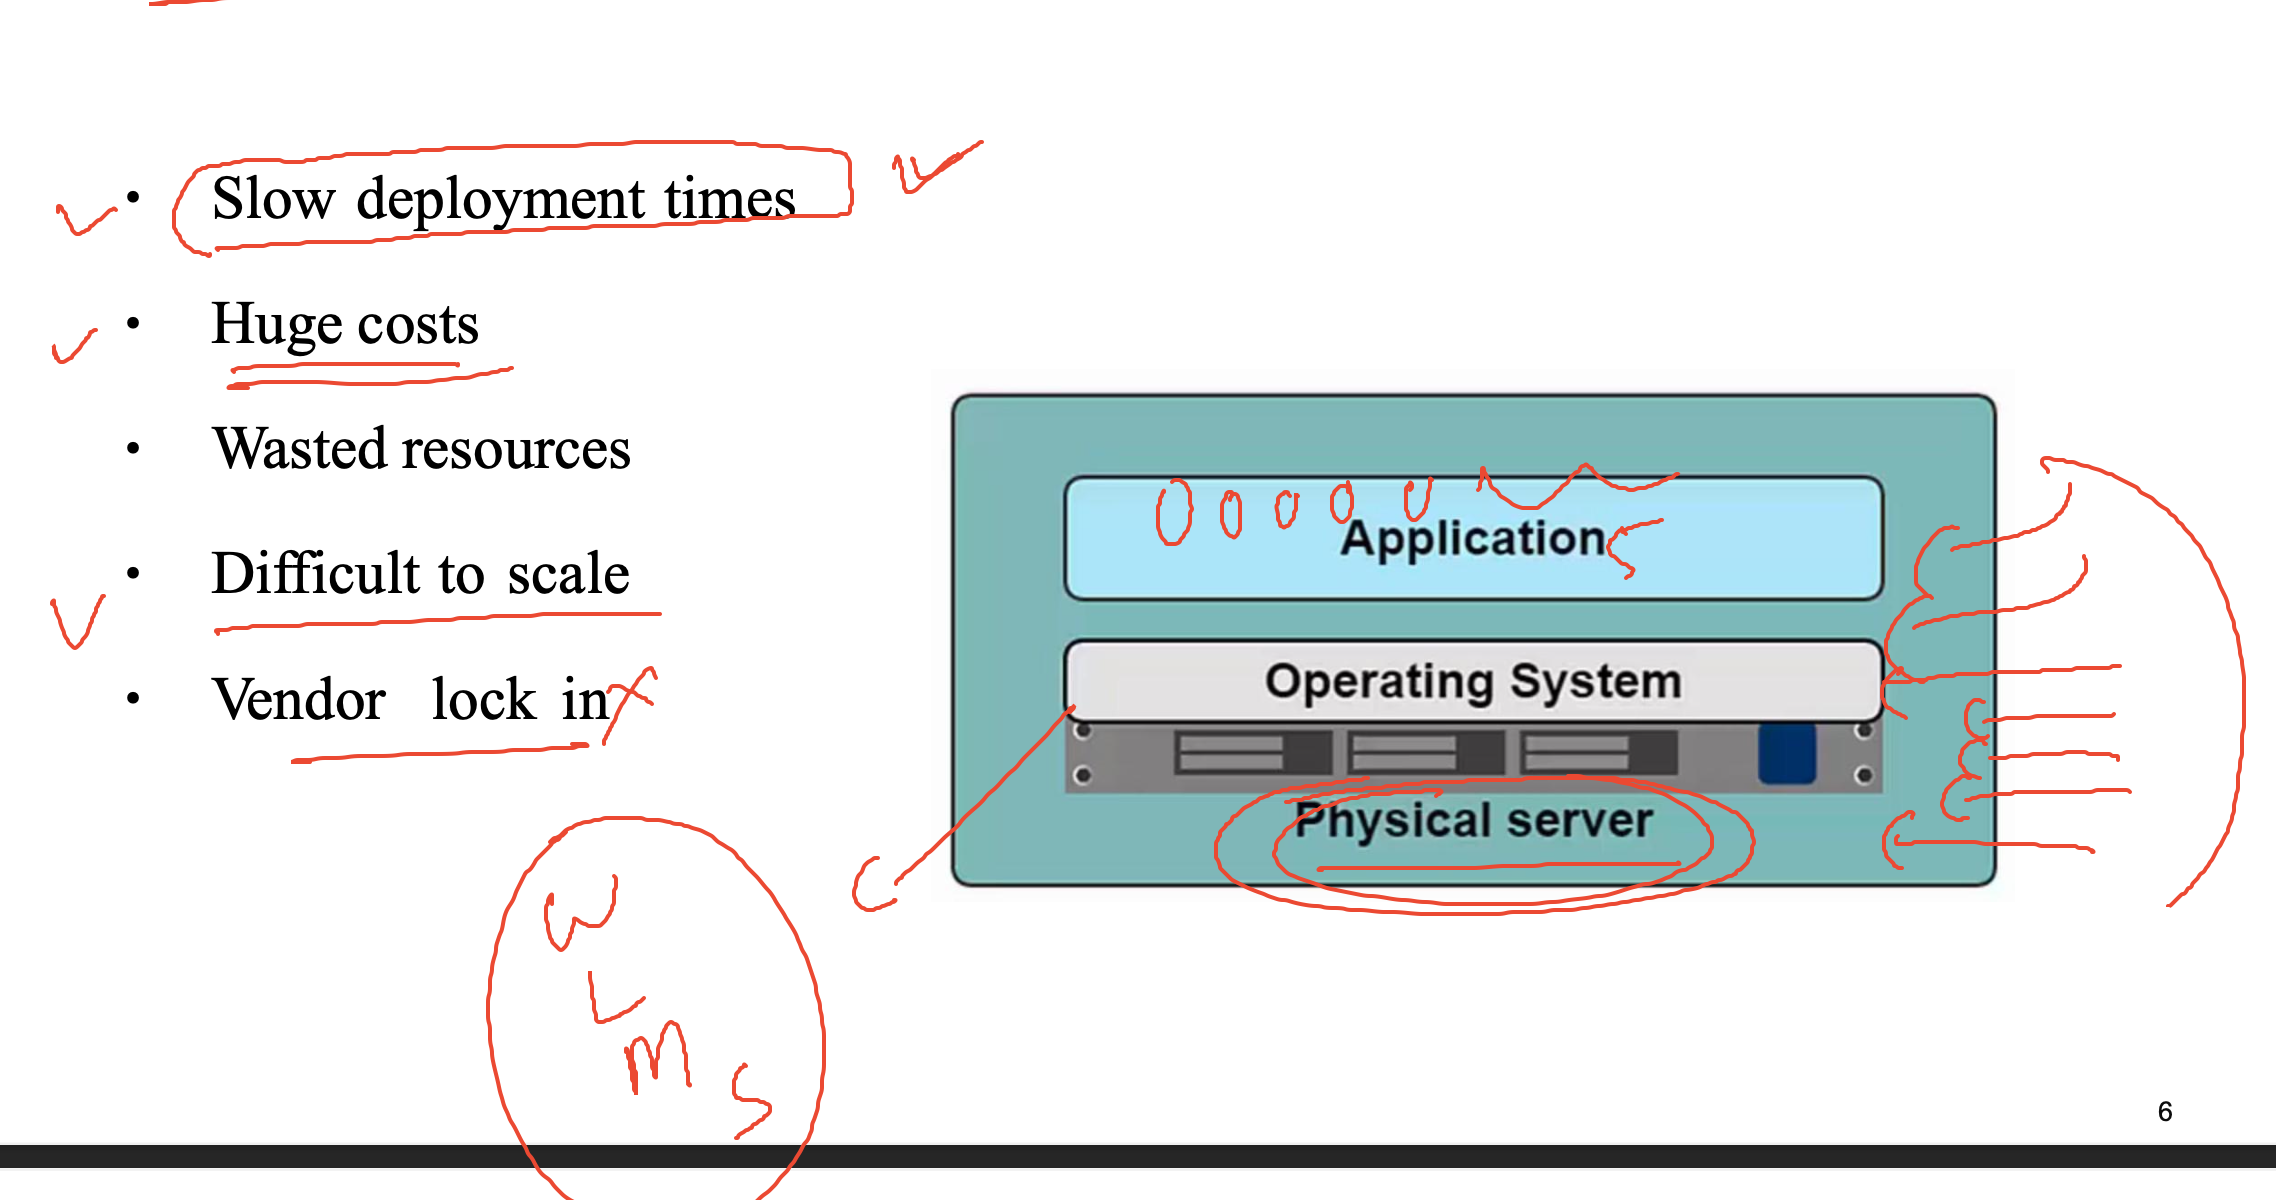 • Slow deployment times
• Huge costs
• Wasted resources
• Difficult to scale
• Vendor lock in
Application
Operating System
Physical server
W
L
M
S
6